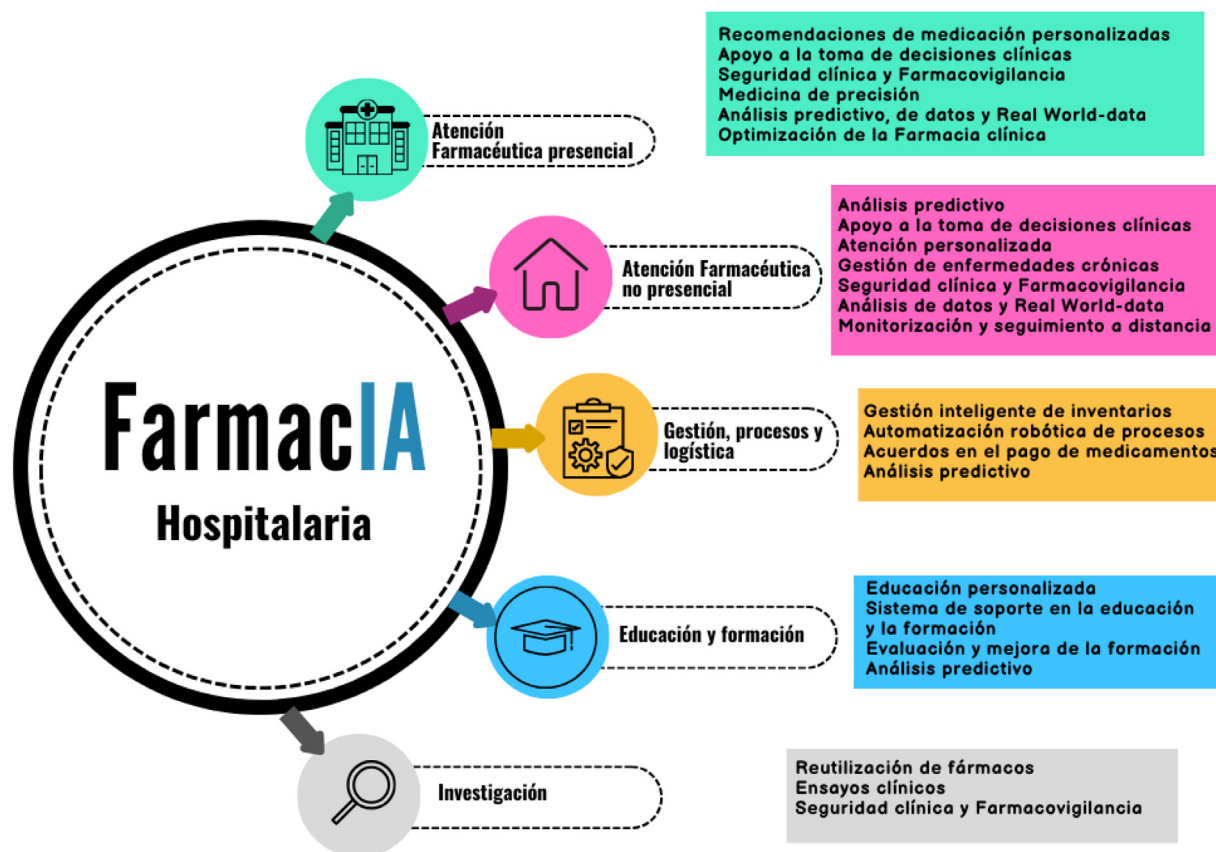 FarmacIA
Hospitalaria
Atención
Farmacéutica presencial
Recomendaciones de medicación personalizadas
Apoyo a la toma de decisiones clínicas
Seguridad clínica y Farmacovigilancia
Medicina de precisión
Análisis predictivo, de datos y Real World-data
Optimización de la Farmacia clínica
Atención Farmacéutica
no presencial
Análisis predictivo
Apoyo a la toma de decisiones clínicas
Atención personalizada
Gestión de enfermedades crónicas
Seguridad clínica y Farmacovigilancia
Análisis de datos y Real World-data
Monitorización y seguimiento a distancia
Gestión, procesos y
logística
Gestión inteligente de inventarios
Automatización robótica de procesos
Acuerdos en el pago de medicamentos
Análisis predictivo
Educación y formación
Educación personalizada
Sistema de soporte en la educación
y la formación
Evaluación y mejora de la formación
Análisis predictivo
Investigación
Reutilización de fármacos
Ensayos clínicos
Seguridad clínica y Farmacovigilancia